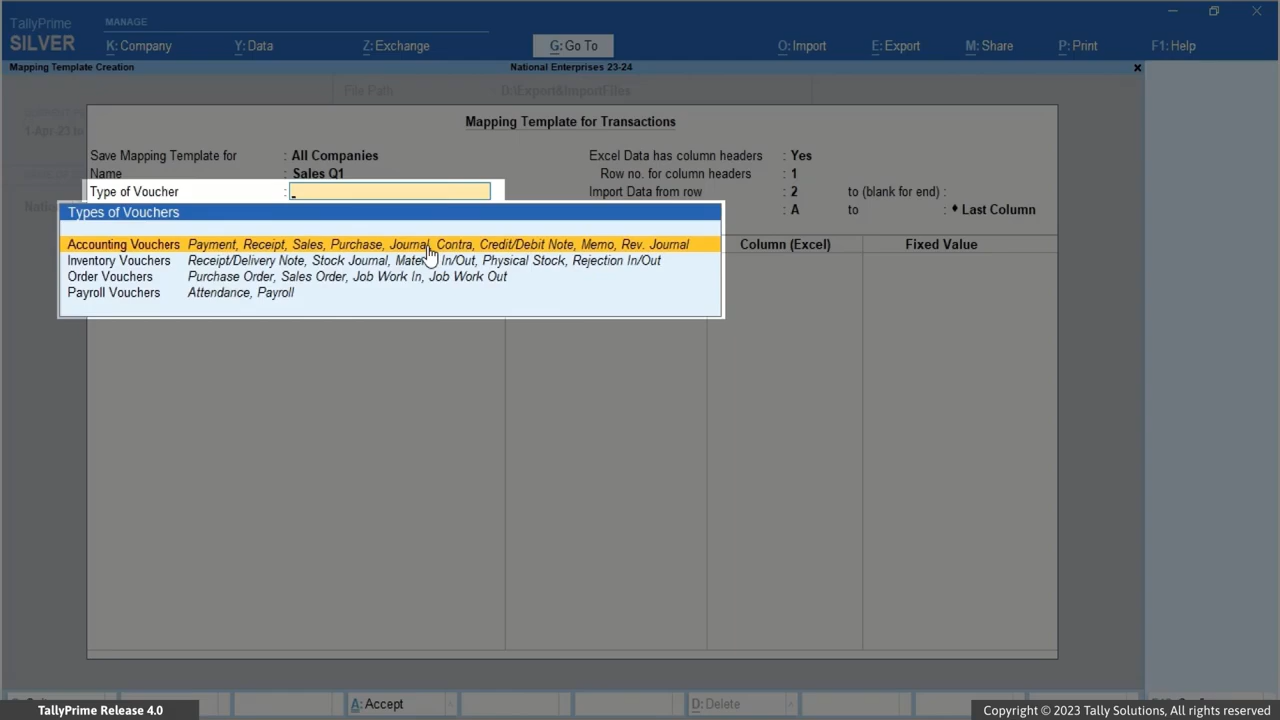 TallyPrime
MANAGE
SILVER
K: Company
Y: Data
Z: Exchange
G: Go To
O: Import
E: Export
M: Share
P: Print
F1: Help
Mapping Template Creation
National Enterprises 23-24
File Path
D:\Export&ImportFiles
Mapping Template for Transactions
1-Apr-23 to
Save Mapping Template for : All Companies
Excel Data has column headers : Yes
Name : Sales Q1
Row no. for column headers : 1
Type of Voucher :
Import Data from row : 2 to (blank for end) :
: A to : ♦ Last Column
Types of Vouchers
Accounting Vouchers Payment, Receipt, Sales, Purchase, Journal, Contra, Credit/Debit Note, Memo, Rev. Journal
Column (Excel)
Fixed Value
Inventory Vouchers Receipt/Delivery Note, Stock Journal, Material In/Out, Physical Stock, Rejection In/Out
Order Vouchers Purchase Order, Sales Order, Job Work In, Job Work Out
Payroll Vouchers Attendance, Payroll
A: Accept
D: Delete
TallyPrime Release 4.0
Copyright © 2023 Tally Solutions, All rights reserved